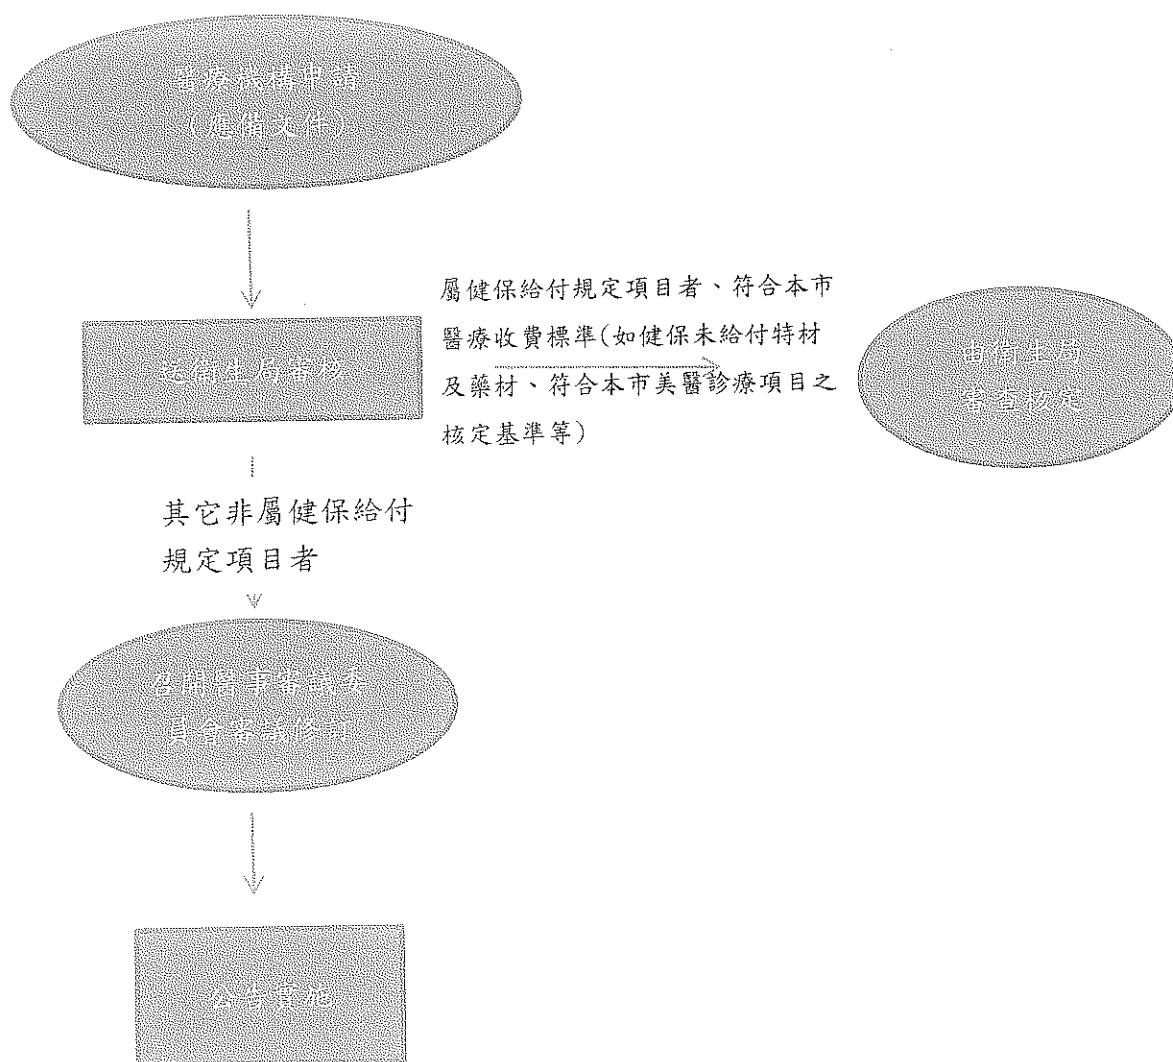 醫療機構申請
(應備文件)
送衛生局審核
屬健保給付規定項目者、符合本市
醫療收費標準(如健保未給付特材
及藥材、符合本市美醫診療項目之
核定基準等)
由衛生局
審查核定
其它非屬健保給付
規定項目者
召開醫事審議委
員會審議修訂
公告實施